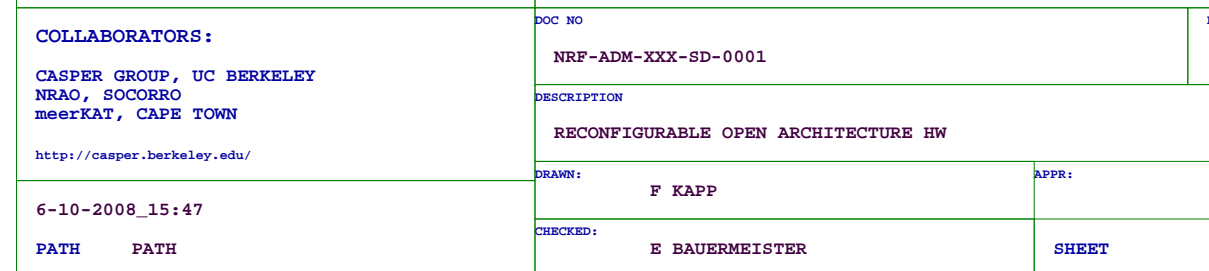 COLLABORATORS:
CASPER GROUP, UC BERKELEY
NRAO, SOCORRO
meerKAT, CAPE TOWN
http://casper.berkeley.edu/
6-10-2008_15:47
PATH PATH
DOC NO
NRF-ADM-XXX-SD-0001
DESCRIPTION
RECONFIGURABLE OPEN ARCHITECTURE HW
DRAWN:
F KAPP
APPR:
CHECKED:
E BAUERMEISTER
SHEET